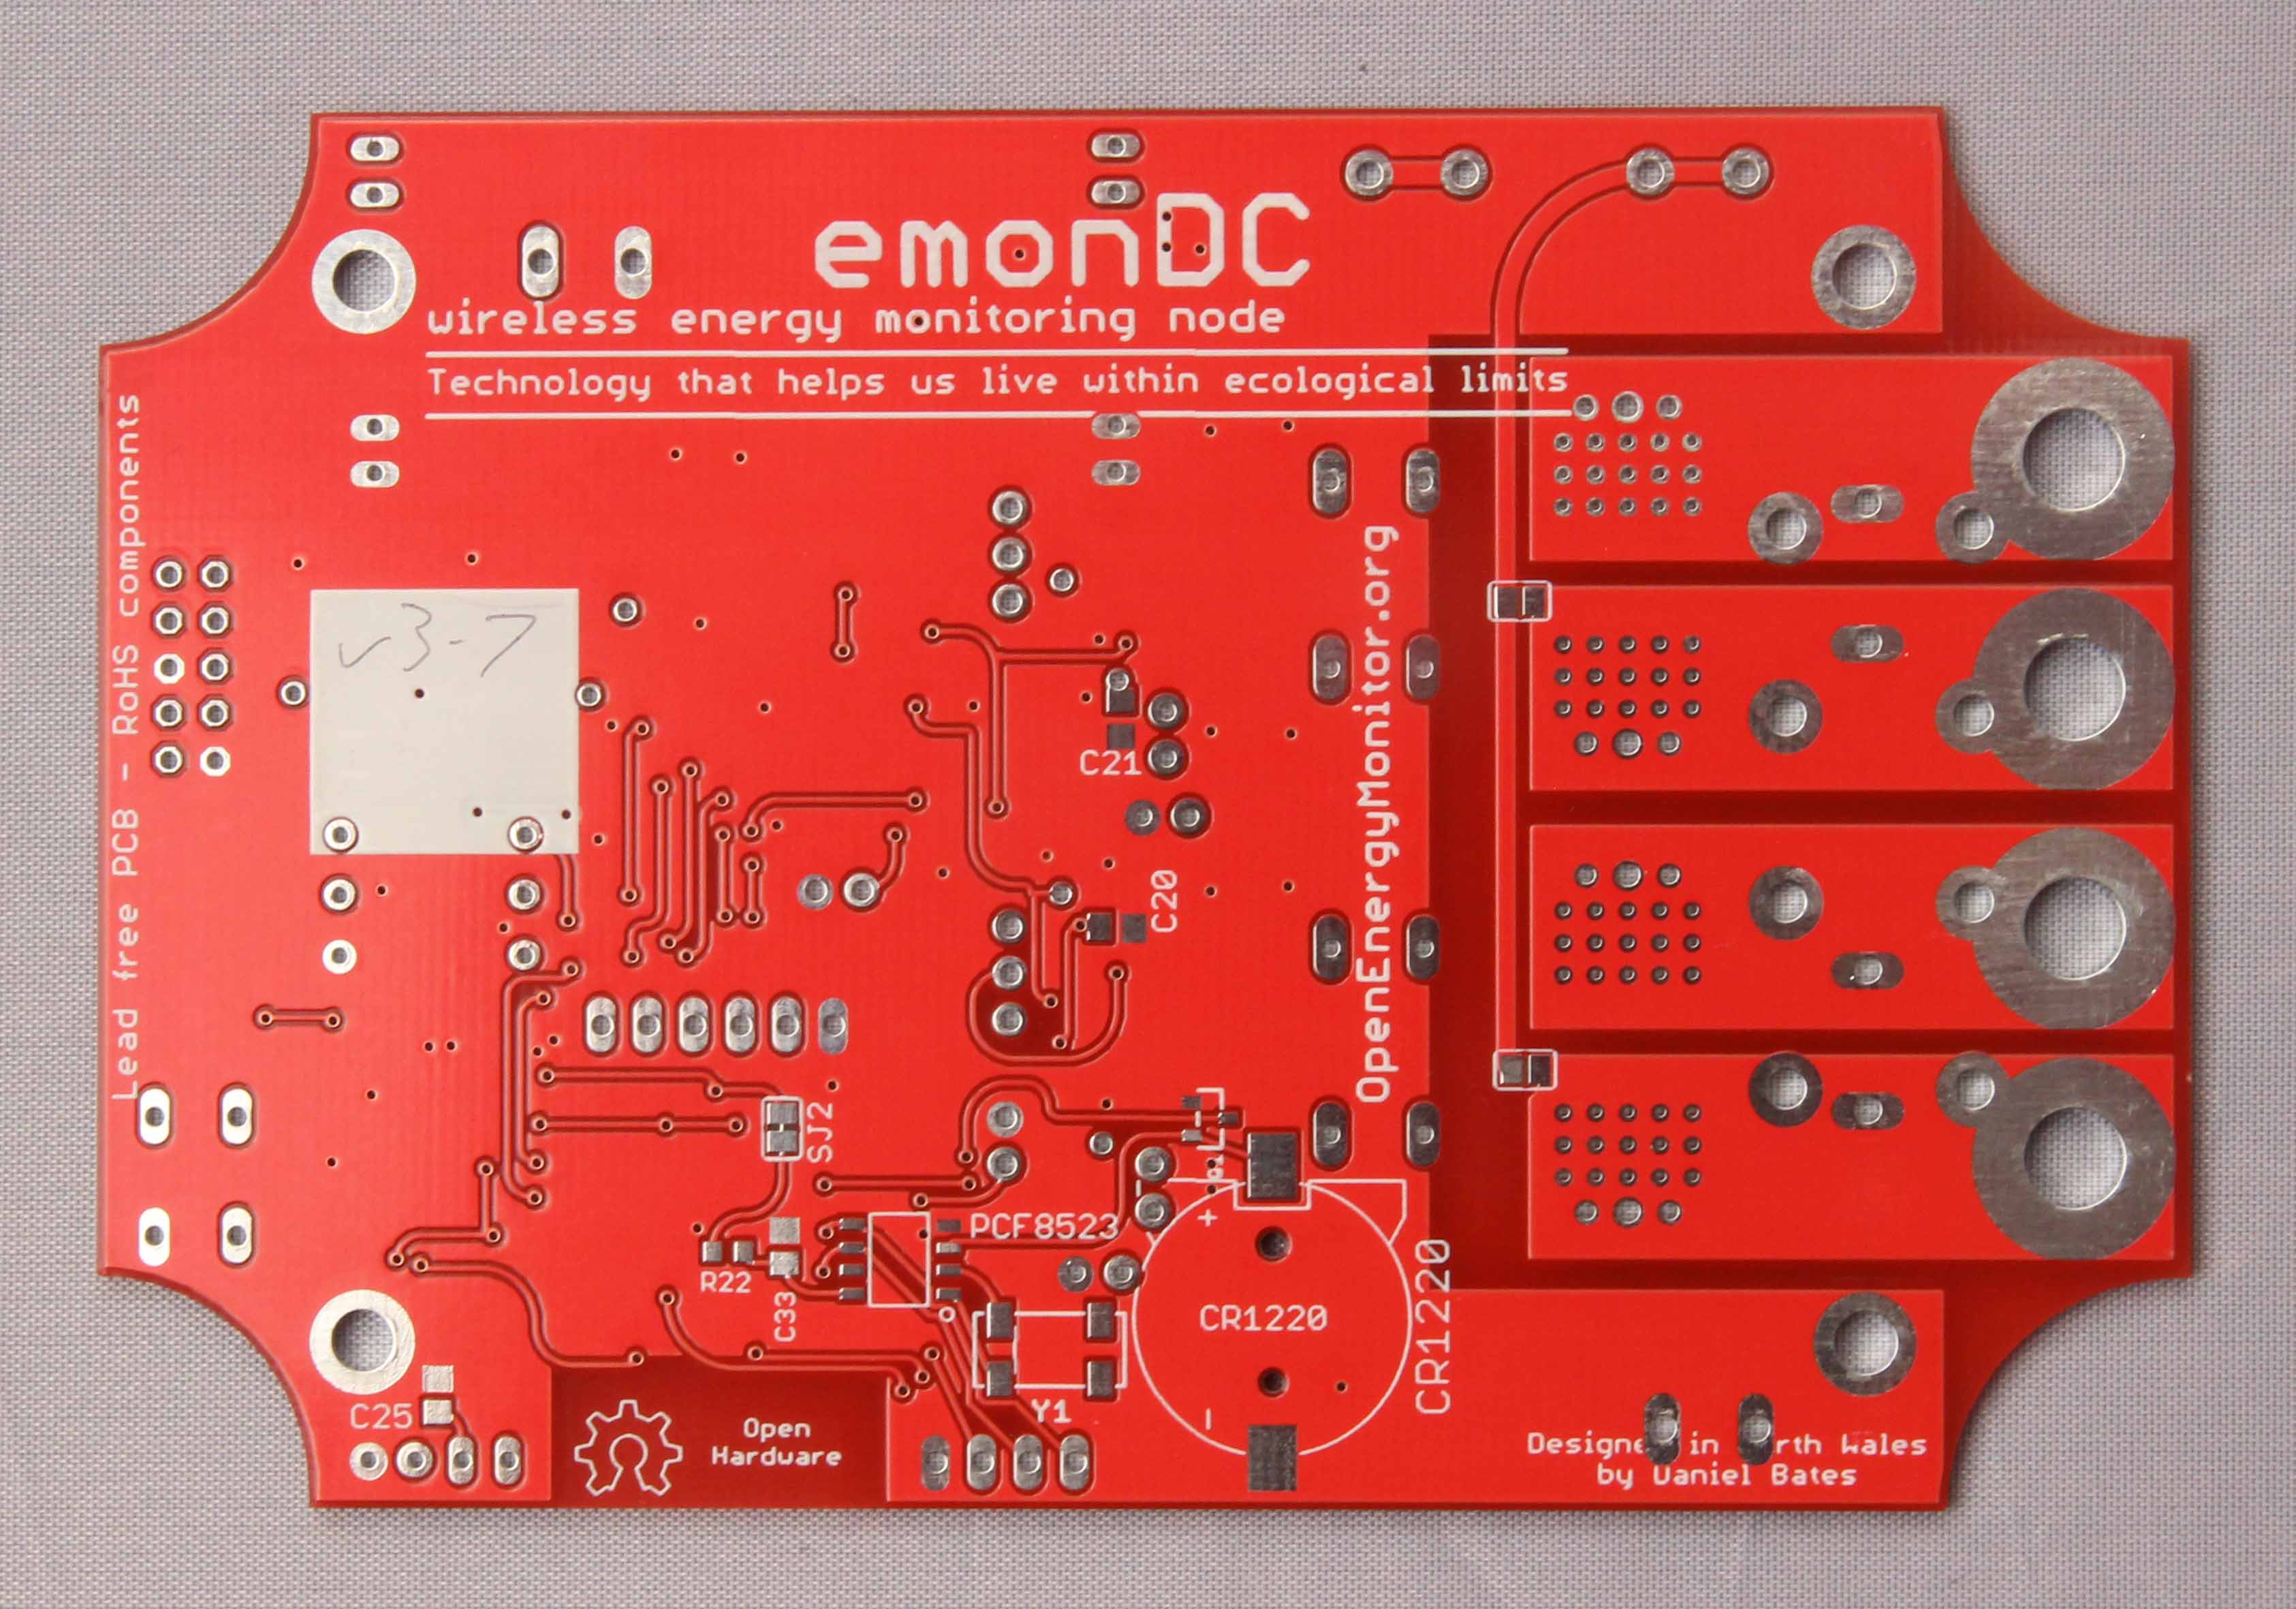 emonDC
wireless energy monitoring node
Technology that helps us live within ecological limits
Lead free PCB - RoHS components
v3-7
OpenEnergyMonitor.org
C21
C20
SJ2
PCF8523
R22
C33
+
CR1220
-
CR1220
Y1
C25
Open
Hardware
Designe in rth Wales
by Daniel Bates